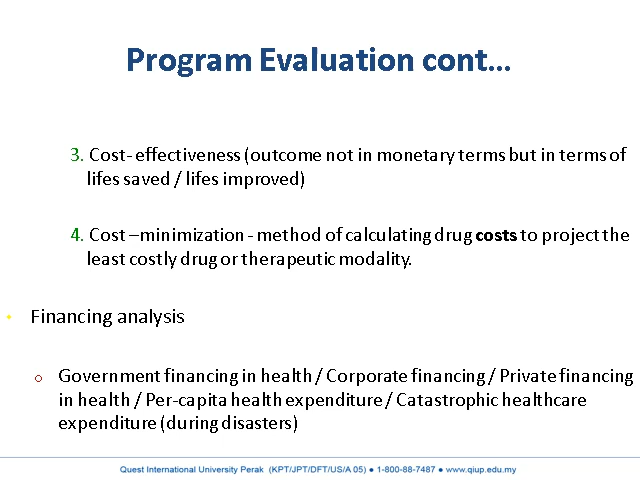 Program Evaluation cont…
3. Cost- effectiveness (outcome not in monetary terms but in terms of
lifes saved / lifes improved)
4. Cost –minimization - method of calculating drug costs to project the
least costly drug or therapeutic modality.
• Financing analysis
o Government financing in health / Corporate financing / Private financing
in health / Per-capita health expenditure / Catastrophic healthcare
expenditure (during disasters)
Quest International University Perak (KPT/JPT/DFT/US/A 05) ● 1-800-88-7487 ● www.qiup.edu.my